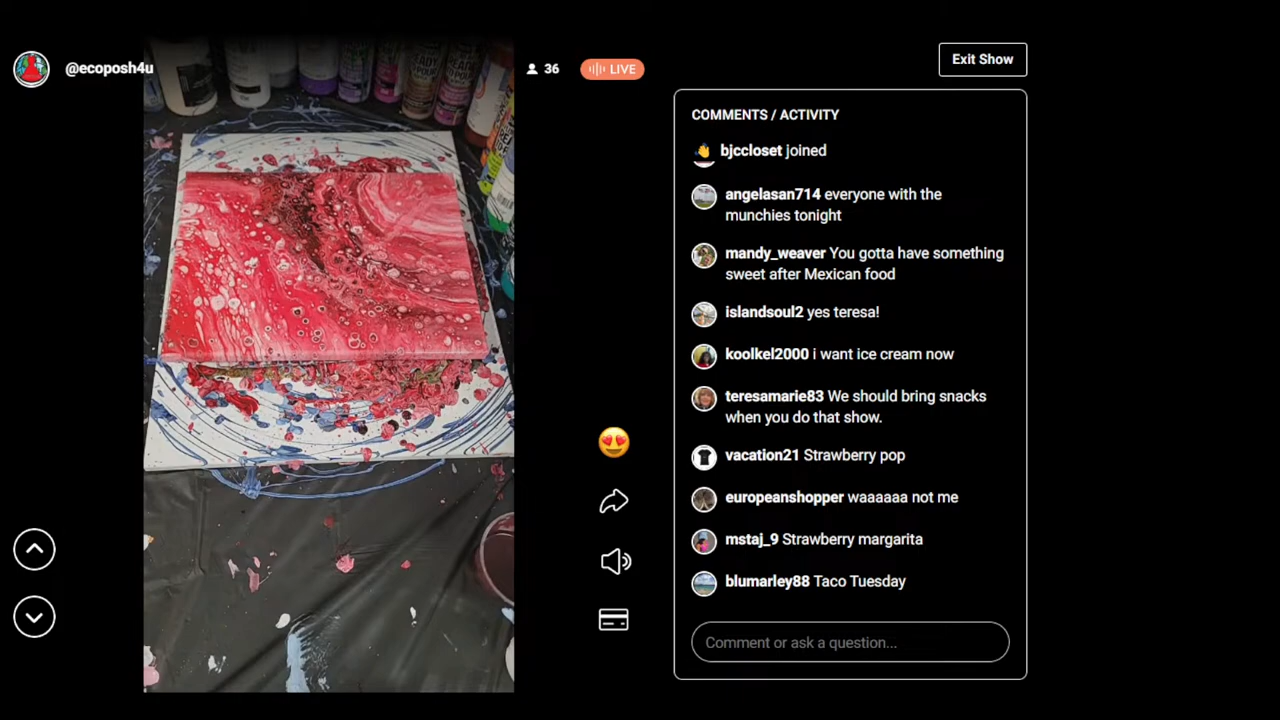 @ecoposh4u
36
LIVE
Exit Show
COMMENTS / ACTIVITY
bjccloset joined
angelasan714 everyone with the
munchies tonight
mandy_weaver You gotta have something
sweet after Mexican food
islandsoul2 yes teresa!
koolkel2000 i want ice cream now
teresamarie83 We should bring snacks
when you do that show.
vacation21 Strawberry pop
europeanshopper waaaaaa not me
mstaj_9 Strawberry margarita
blumarley88 Taco Tuesday
Comment or ask a question...